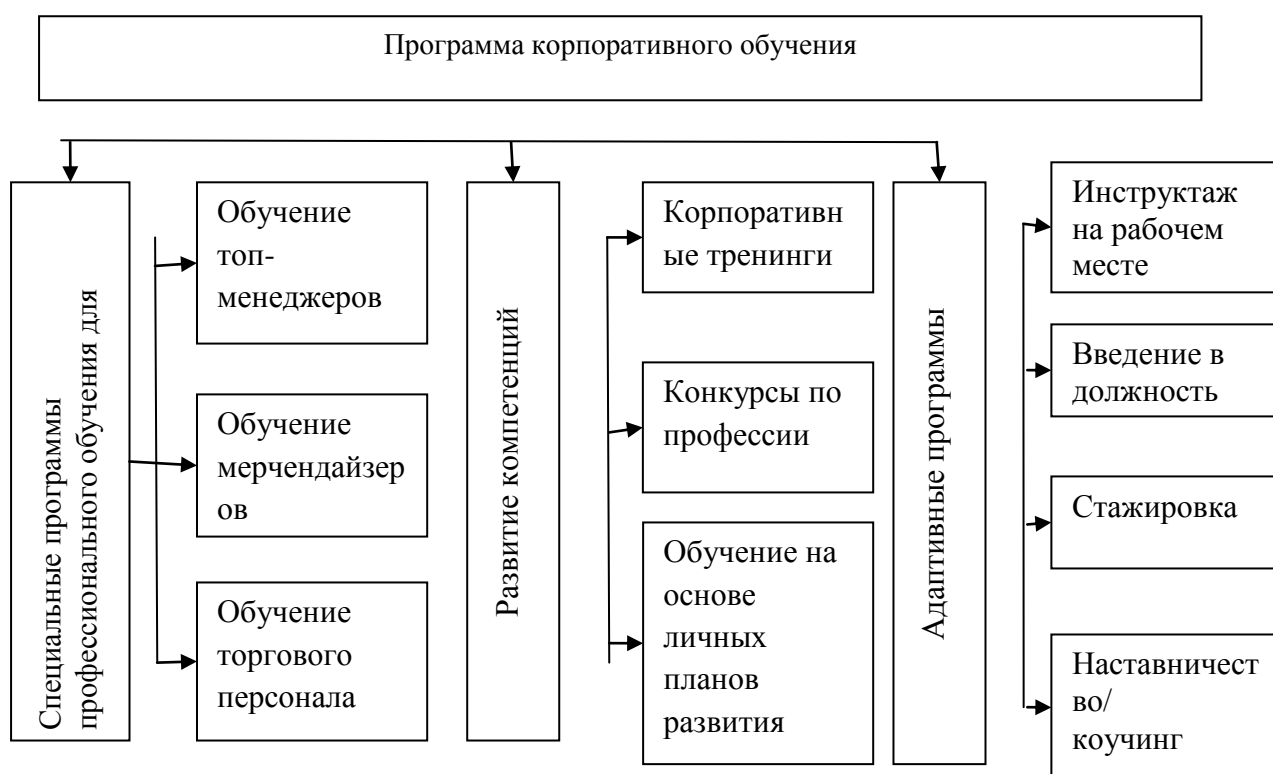 Программа корпоративного обучения
Специальные программы
профессионального обучения для
Обучение
топ-
менеджеров
Обучение
мерчендайзер
ов
Обучение
торгового
персонала
Развитие компетенций
Корпоративн
ые тренинги
Конкурсы по
профессии
Обучение на
основе
личных
планов
развития
Адаптивные программы
Инструктаж
на рабочем
месте
Введение в
должность
Стажировка
Наставничест
во/
коучинг